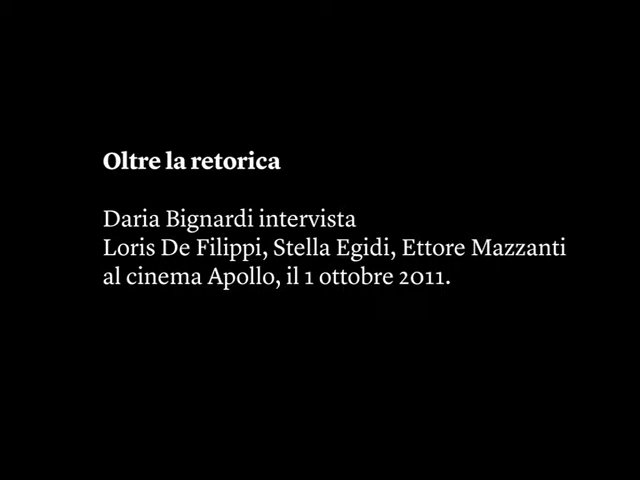 Oltre la retorica
Daria Bignardi intervista
Loris De Filippi, Stella Egidi, Ettore Mazzanti
al cinema Apollo, il 1 ottobre 2011.